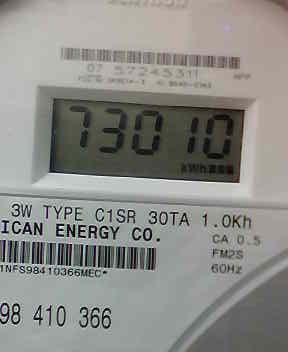 07 57245311 APP
73010
kWh
3W TYPE C1SR 30TA 1.0Kh
ICAN ENERGY CO.
CA 0.5
FM2S
1NFS98410366MEC*
60Hz
98 410 366